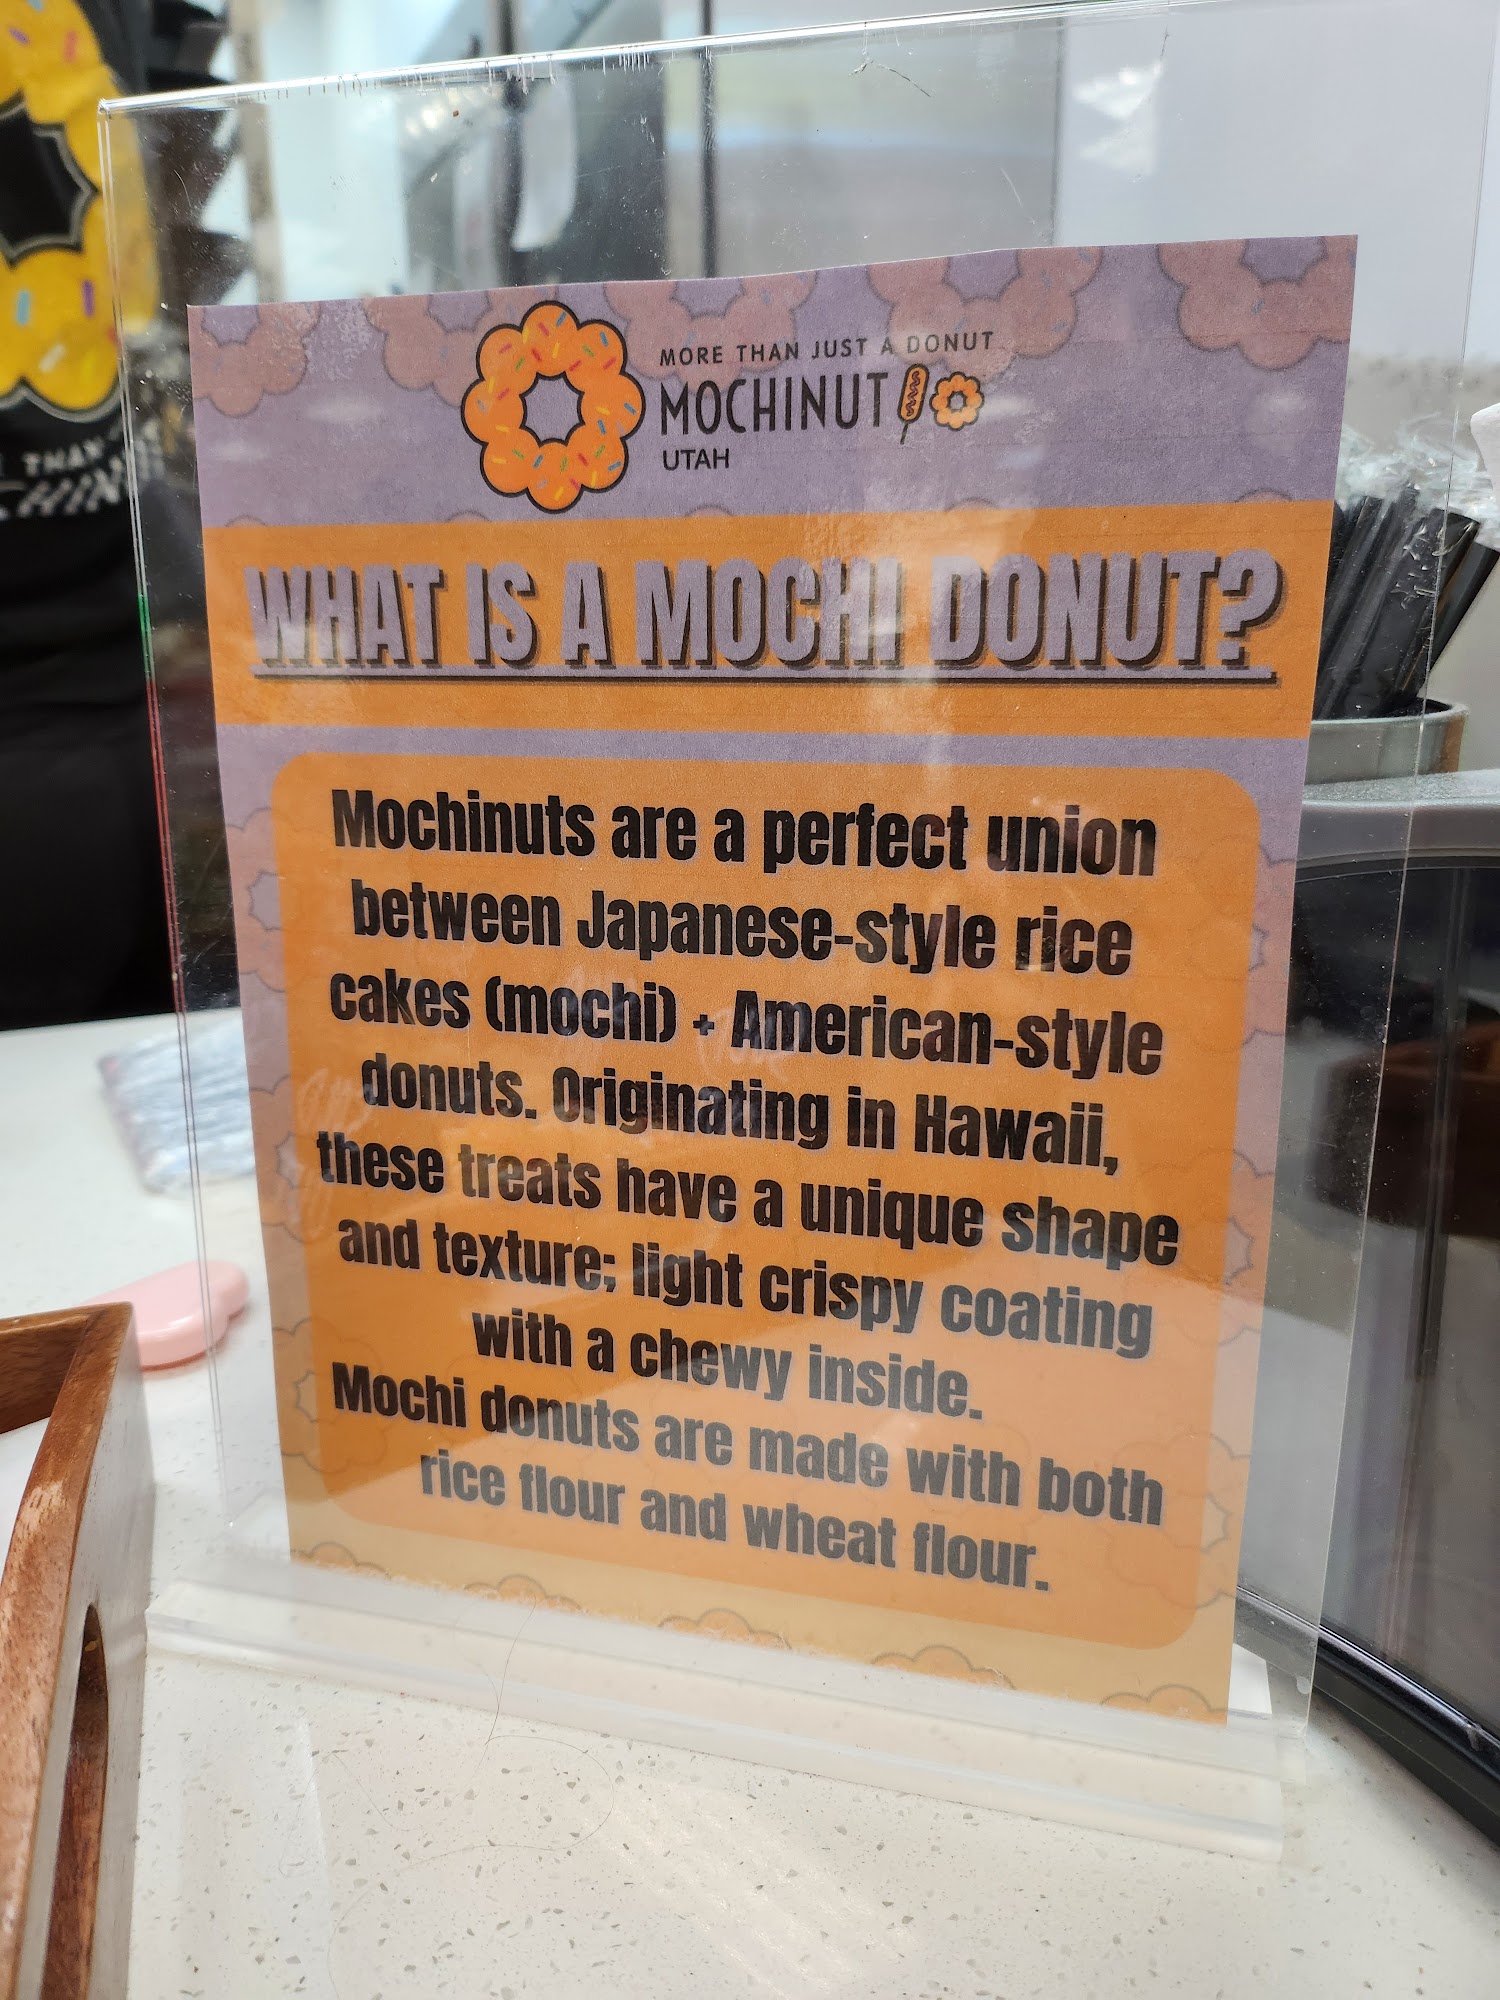 MORE THAN JUST A DONUT
MOCHINUT
UTAH
WHAT IS A MOCHI DONUT?
Mochinuts are a perfect union
between Japanese-style rice
cakes (mochi) + American-style
donuts. Originating in Hawaii,
these treats have a unique shape
and texture; light crispy coating
with a chewy inside.
Mochi donuts are made with both
rice flour and wheat flour.
THAN